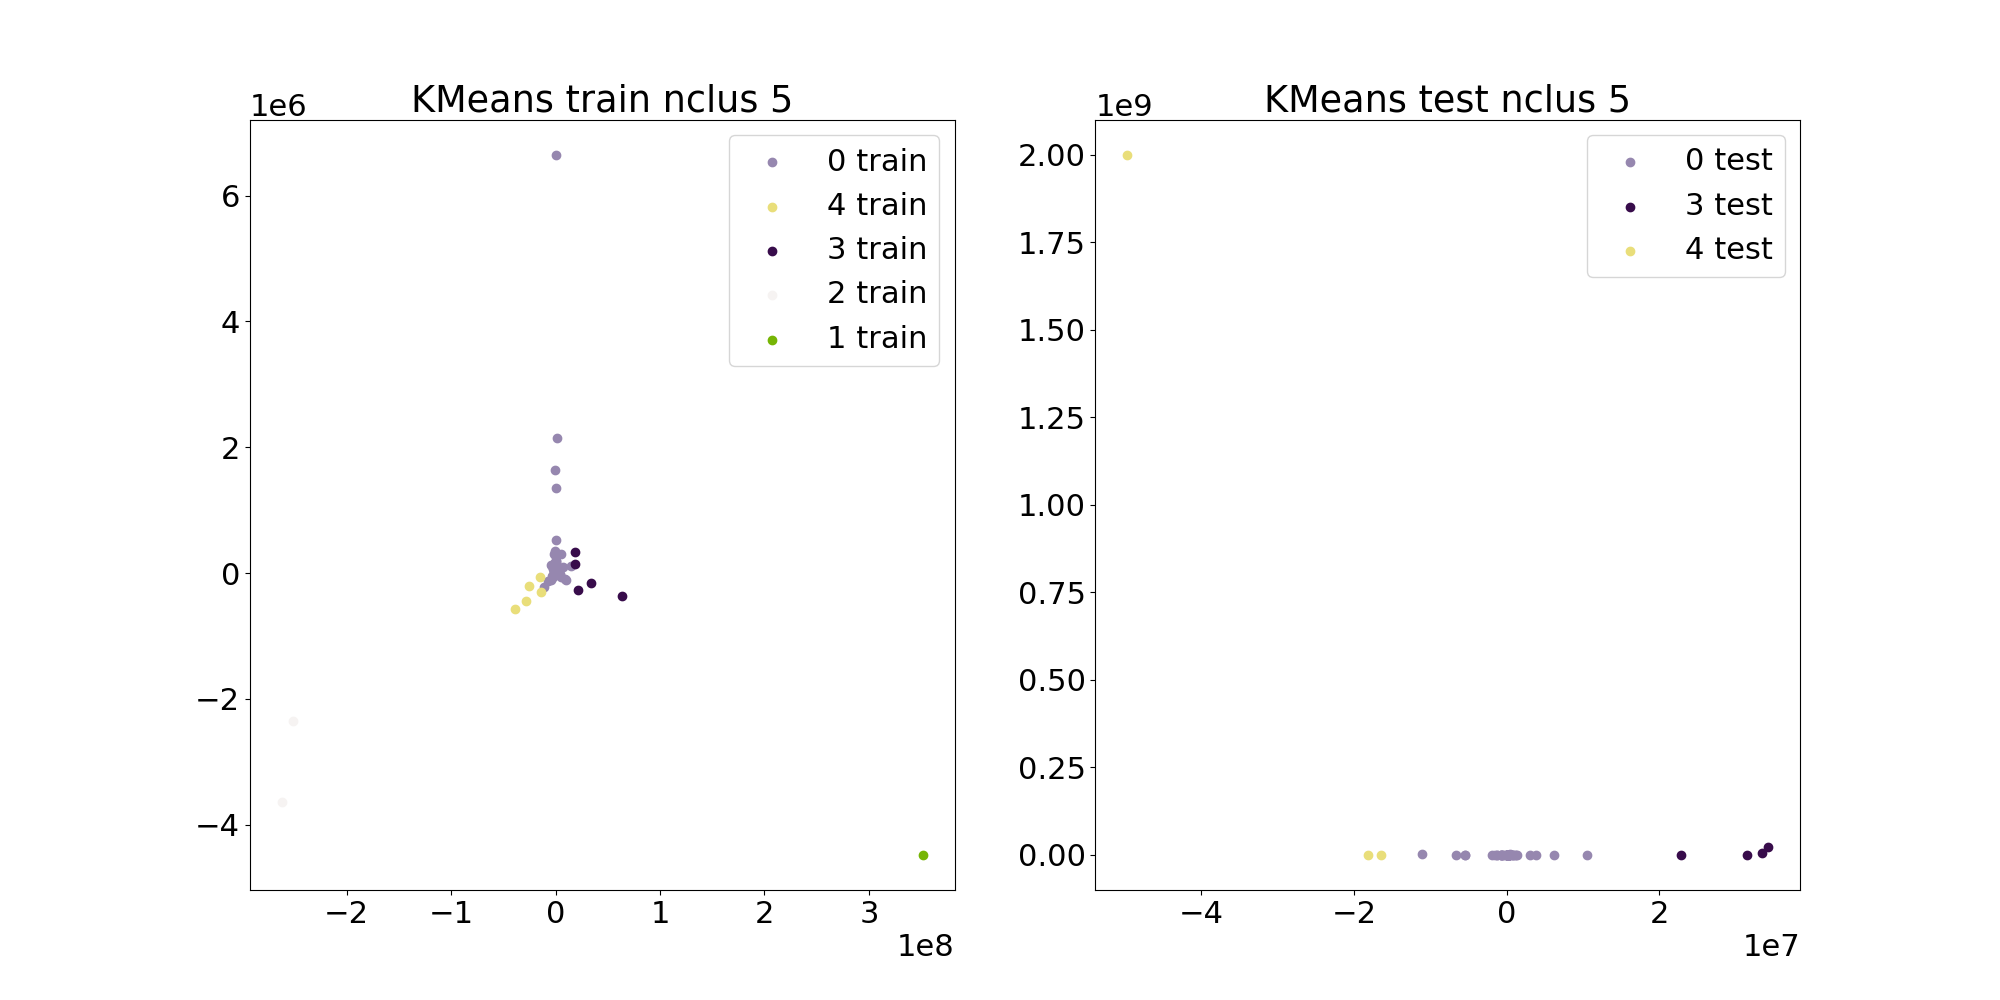 KMeans train nclus 5
1e6
6
4
2
0
−2
−4
−2
−1
0
1
2
3
1e8
0 train
4 train
3 train
2 train
1 train
KMeans test nclus 5
1e9
2.00
1.75
1.50
1.25
1.00
0.75
0.50
0.25
0.00
−4
−2
0
2
1e7
0 test
3 test
4 test